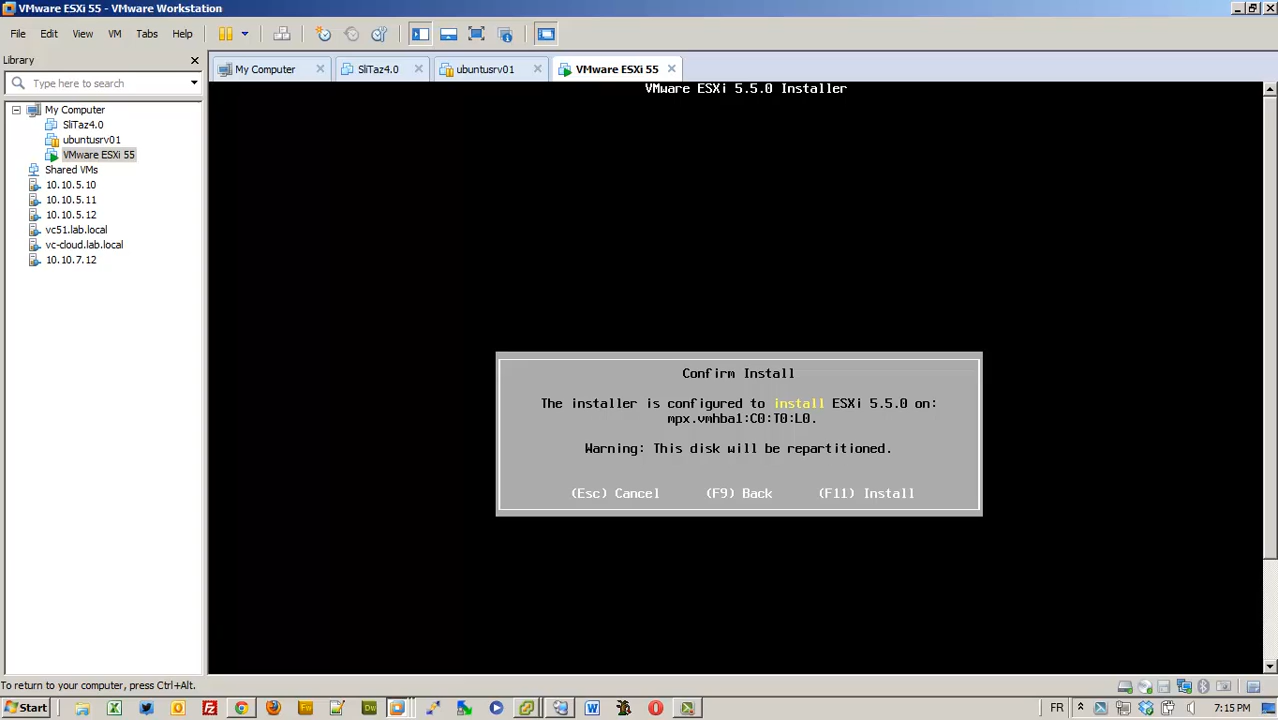 VMware ESXi 55 - VMware Workstation
File Edit View VM Tabs Help
Library
Type here to search
My Computer
SliTaz4.0
ubuntusrv01
VMware ESXi 55
Shared VMs
10.10.5.10
10.10.5.11
10.10.5.12
vc51.lab.local
vc-cloud.lab.local
10.10.7.12
My Computer SliTaz4.0 ubuntusrv01 VMware ESXi 55
VMware ESXi 5.5.0 Installer
Confirm Install
The installer is configured to install ESXi 5.5.0 on:
mpx.vmhba1:C0:T0:L0.
Warning: This disk will be repartitioned.
(Esc) Cancel (F9) Back (F11) Install
To return to your computer, press Ctrl+Alt.
Start Fz Fw Dw W FR 7:15 PM